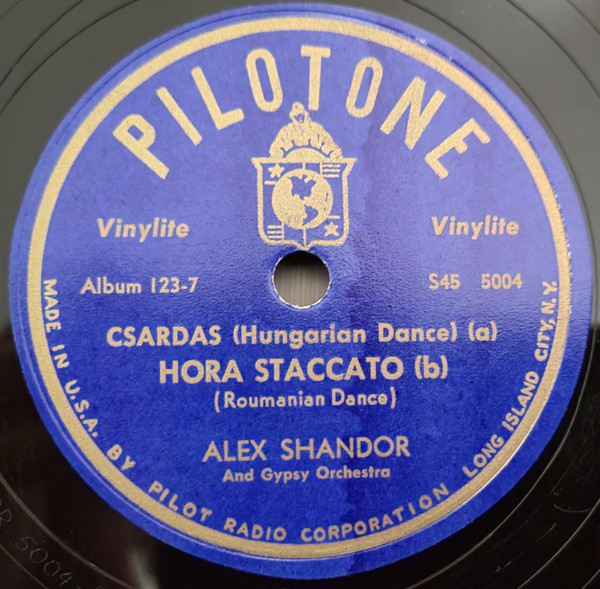 PILOTONE
Vinylite
Vinylite
Album 123-7
S45 5004
CSARDAS (Hungarian Dance) (a)
HORA STACCATO (b)
(Roumanian Dance)
ALEX SHANDOR
And Gypsy Orchestra
MADE IN U.S.A. BY PILOT RADIO CORPORATION LONG ISLAND CITY, N.Y.
5004